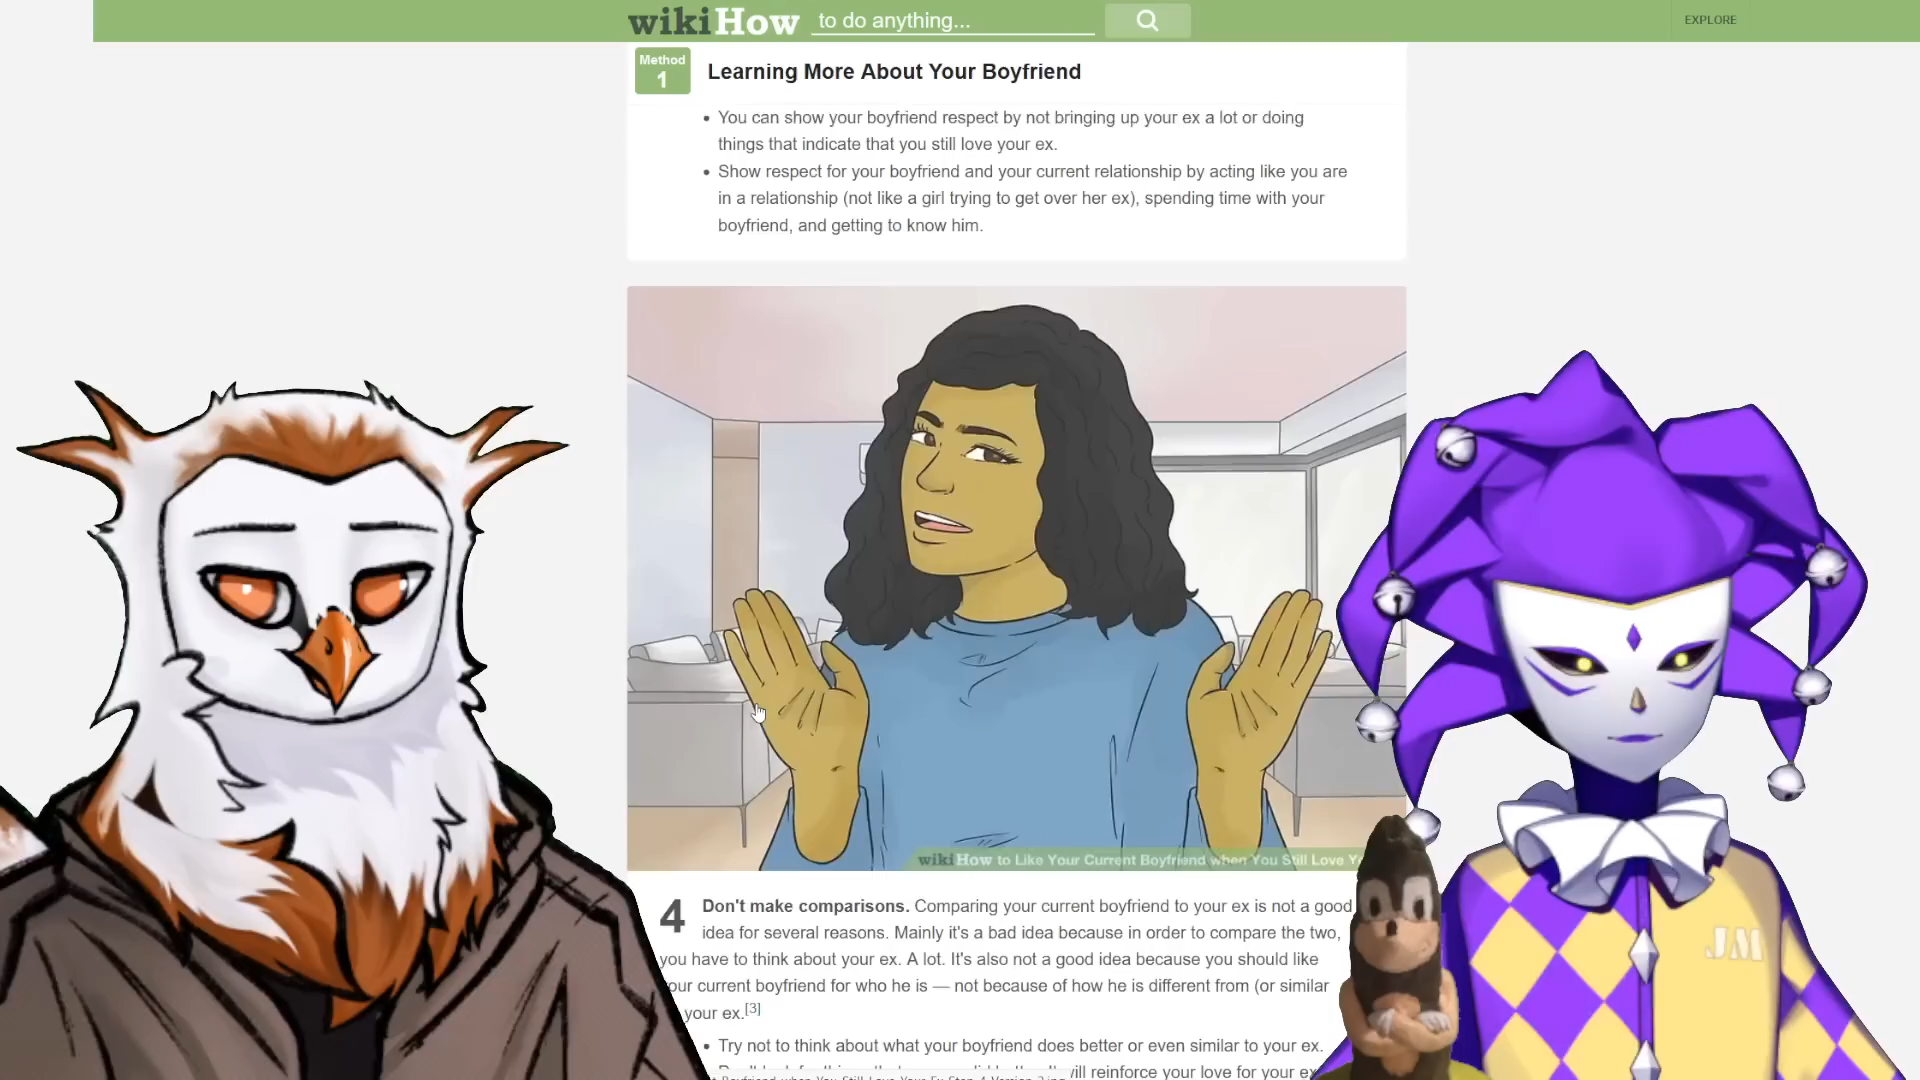 wikiHow to do anything...
EXPLORE
Method
1
Learning More About Your Boyfriend
You can show your boyfriend respect by not bringing up your ex a lot or doing
things that indicate that you still love your ex.
Show respect for your boyfriend and your current relationship by acting like you are
in a relationship (not like a girl trying to get over her ex), spending time with your
boyfriend, and getting to know him.
wikiHow to Like Your Current Boyfriend when You Still Love
4
Don't make comparisons. Comparing your current boyfriend to your ex is not a good
idea for several reasons. Mainly it's a bad idea because in order to compare the two,
you have to think about your ex. A lot. It's also not a good idea because you should like
your current boyfriend for who he is — not because of how he is different from (or similar
your ex.[3]
Try not to think about what your boyfriend does better or even similar to your ex.
will reinforce your love for your ex
JM